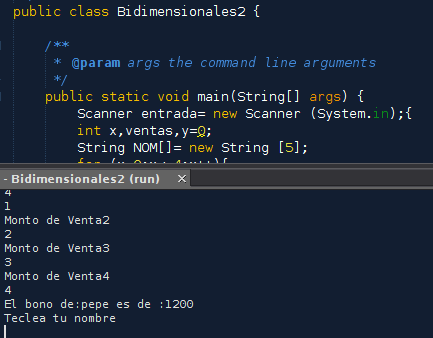 public class Bidimensionales2 {
/**
* @param args the command line arguments
*/
public static void main(String[] args) {
Scanner entrada= new Scanner (System.in);{
int x,ventas,y=0;
String NOM[]= new String [5];
- Bidimensionales2 (run) ×
4
1
Monto de Venta2
2
Monto de Venta3
3
Monto de Venta4
4
El bono de:pepe es de :1200
Teclea tu nombre